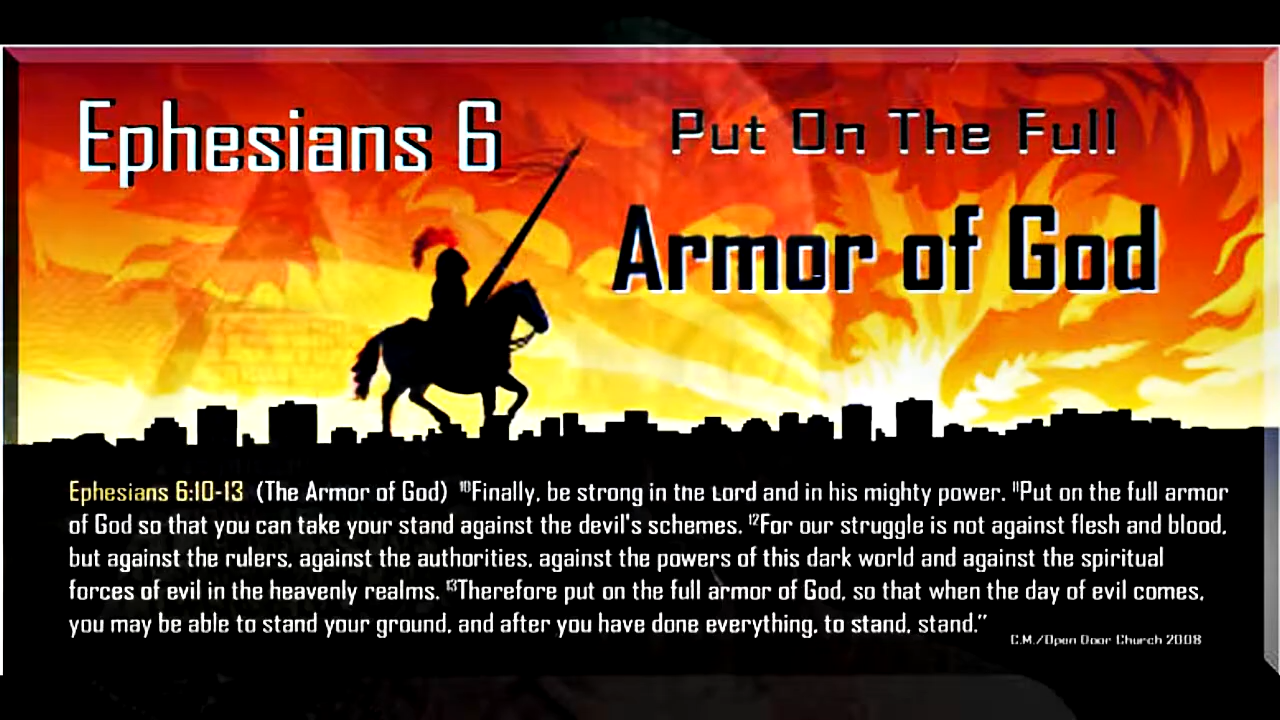 Ephesians 6
Put On The Full
Armor of God
Ephesians 6:10-13 (The Armor of God) ¹⁰Finally, be strong in the Lord and in his mighty power. ¹¹Put on the full armor
of God so that you can take your stand against the devil's schemes. ¹²For our struggle is not against flesh and blood,
but against the rulers, against the authorities, against the powers of this dark world and against the spiritual
forces of evil in the heavenly realms. ¹³Therefore put on the full armor of God, so that when the day of evil comes,
you may be able to stand your ground, and after you have done everything, to stand, stand."
C.M./Open Door Church 2008